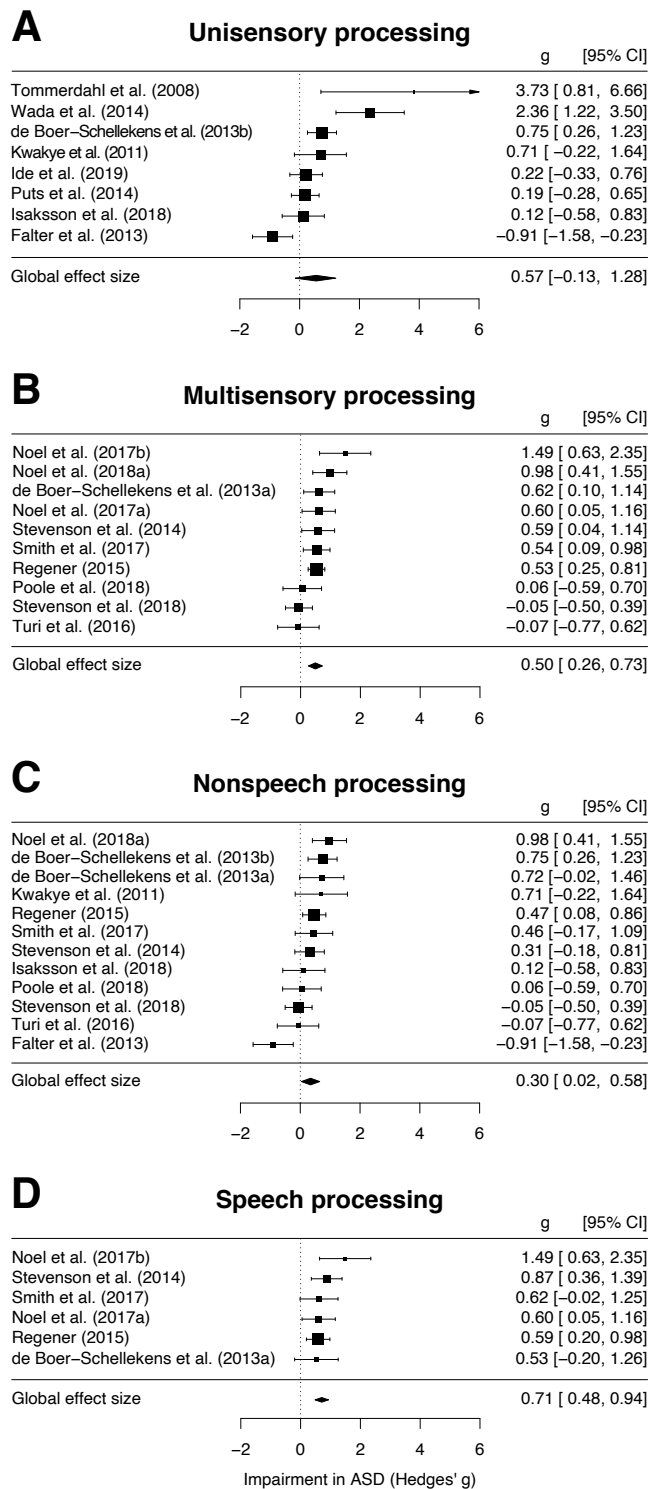 A Unisensory processing
g [95% CI]
Tommerdahl et al. (2008) 3.73 [ 0.81, 6.66]
Wada et al. (2014) 2.36 [ 1.22, 3.50]
de Boer−Schellekens et al. (2013b) 0.75 [ 0.26, 1.23]
Kwakye et al. (2011) 0.71 [ −0.22, 1.64]
Ide et al. (2019) 0.22 [−0.33, 0.76]
Puts et al. (2014) 0.19 [−0.28, 0.65]
Isaksson et al. (2018) 0.12 [−0.58, 0.83]
Falter et al. (2013) −0.91 [−1.58, −0.23]
Global effect size 0.57 [−0.13, 1.28]
−2 0 2 4 6
B Multisensory processing
g [95% CI]
Noel et al. (2017b) 1.49 [ 0.63, 2.35]
Noel et al. (2018a) 0.98 [ 0.41, 1.55]
de Boer−Schellekens et al. (2013a) 0.62 [ 0.10, 1.14]
Noel et al. (2017a) 0.60 [ 0.05, 1.16]
Stevenson et al. (2014) 0.59 [ 0.04, 1.14]
Smith et al. (2017) 0.54 [ 0.09, 0.98]
Regener (2015) 0.53 [ 0.25, 0.81]
Poole et al. (2018) 0.06 [−0.59, 0.70]
Stevenson et al. (2018) −0.05 [−0.50, 0.39]
Turi et al. (2016) −0.07 [−0.77, 0.62]
Global effect size 0.50 [ 0.26, 0.73]
−2 0 2 4 6
C Nonspeech processing
g [95% CI]
Noel et al. (2018a) 0.98 [ 0.41, 1.55]
de Boer−Schellekens et al. (2013b) 0.75 [ 0.26, 1.23]
de Boer−Schellekens et al. (2013a) 0.72 [ −0.02, 1.46]
Kwakye et al. (2011) 0.71 [ −0.22, 1.64]
Regener (2015) 0.47 [ 0.08, 0.86]
Smith et al. (2017) 0.46 [−0.17, 1.09]
Stevenson et al. (2014) 0.31 [−0.18, 0.81]
Isaksson et al. (2018) 0.12 [−0.58, 0.83]
Poole et al. (2018) 0.06 [−0.59, 0.70]
Stevenson et al. (2018) −0.05 [−0.50, 0.39]
Turi et al. (2016) −0.07 [−0.77, 0.62]
Falter et al. (2013) −0.91 [−1.58, −0.23]
Global effect size 0.30 [ 0.02, 0.58]
−2 0 2 4 6
D Speech processing
g [95% CI]
Noel et al. (2017b) 1.49 [ 0.63, 2.35]
Stevenson et al. (2014) 0.87 [ 0.36, 1.39]
Smith et al. (2017) 0.62 [−0.02, 1.25]
Noel et al. (2017a) 0.60 [ 0.05, 1.16]
Regener (2015) 0.59 [ 0.20, 0.98]
de Boer−Schellekens et al. (2013a) 0.53 [ −0.20, 1.26]
Global effect size 0.71 [ 0.48, 0.94]
−2 0 2 4 6
Impairment in ASD (Hedges' g)